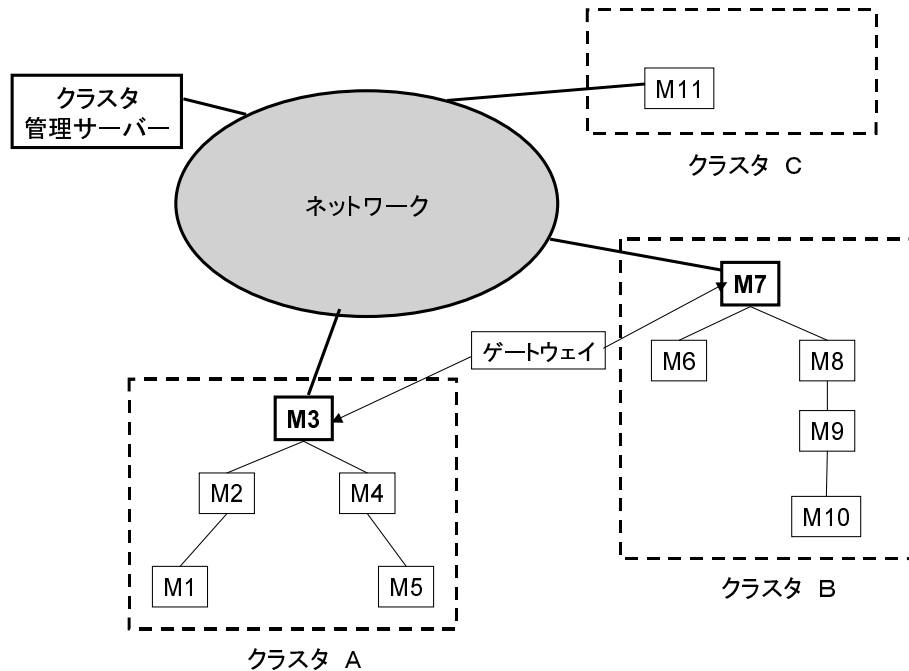 クラスタ
管理サーバー
M11
クラスタ C
ネットワーク
M7
ゲートウェイ
M6
M8
M3
M9
M2
M4
M10
M1
M5
クラスタ B
クラスタ A